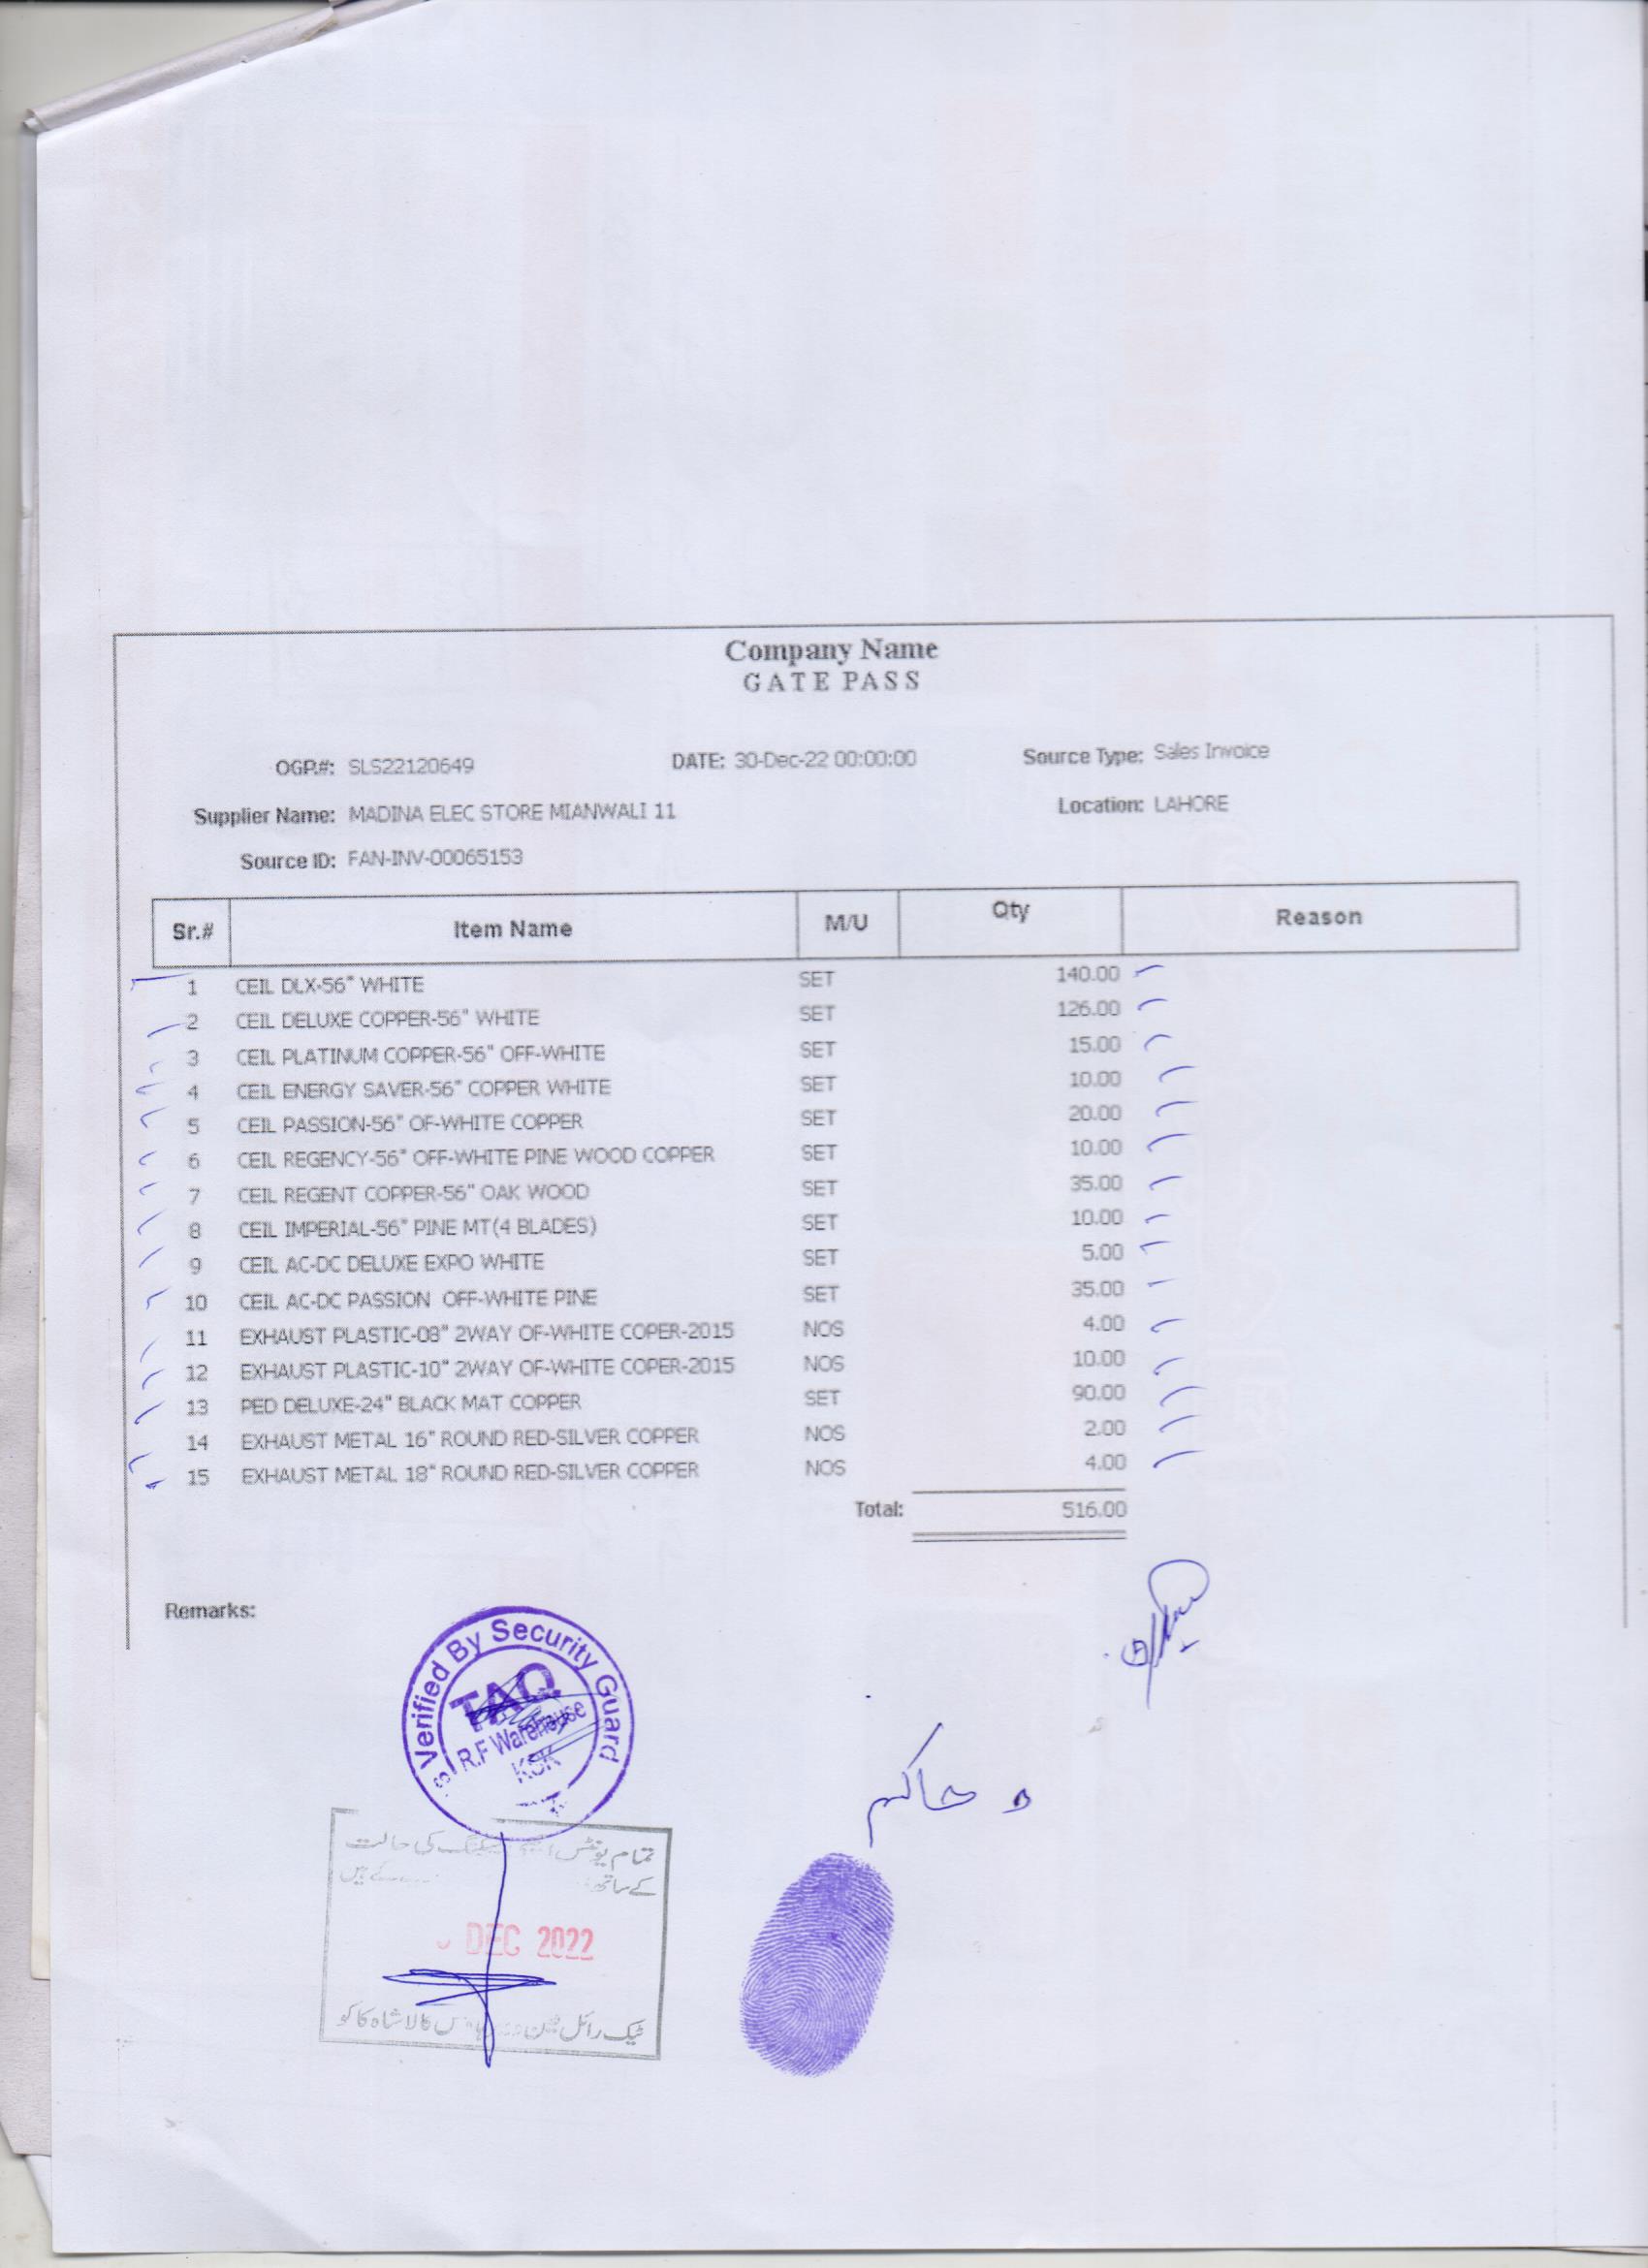 Company Name
GATE PASS
OGP.#: SLS22120649 DATE: 30-Dec-22 00:00:00 Source Type: Sales Invoice
Supplier Name: MADINA ELEC STORE MIANWALI 11 Location: LAHORE
Source ID: FAN-INV-00065153
Sr.# Item Name M/U Qty Reason
1 CEIL DLX-56" WHITE SET 140.00
2 CEIL DELUXE COPPER-56" WHITE SET 126.00
3 CEIL PLATINUM COPPER-56" OFF-WHITE SET 15.00
4 CEIL ENERGY SAVER-56" COPPER WHITE SET 10.00
5 CEIL PASSION-56" OF-WHITE COPPER SET 20.00
6 CEIL REGENCY-56" OFF-WHITE PINE WOOD COPPER SET 10.00
7 CEIL REGENT COPPER-56" OAK WOOD SET 35.00
8 CEIL IMPERIAL-56" PINE MT(4 BLADES) SET 10.00
9 CEIL AC-DC DELUXE EXPO WHITE SET 5.00
10 CEIL AC-DC PASSION OFF-WHITE PINE SET 35.00
11 EXHAUST PLASTIC-08" 2WAY OF-WHITE COPER-2015 NOS 4.00
12 EXHAUST PLASTIC-10" 2WAY OF-WHITE COPER-2015 NOS 10.00
13 PED DELUXE-24" BLACK MAT COPPER SET 90.00
14 EXHAUST METAL 16" ROUND RED-SILVER COPPER NOS 2.00
15 EXHAUST METAL 18" ROUND RED-SILVER COPPER NOS 4.00
Total: 516.00
Remarks:
Verified By Security Guard
TAQ
R.F Warehouse
KSK
حاکم
تمام یونٹس کی حالت
کے ساتھ ہیں
DEC 2022
کالا شاہ کاکو